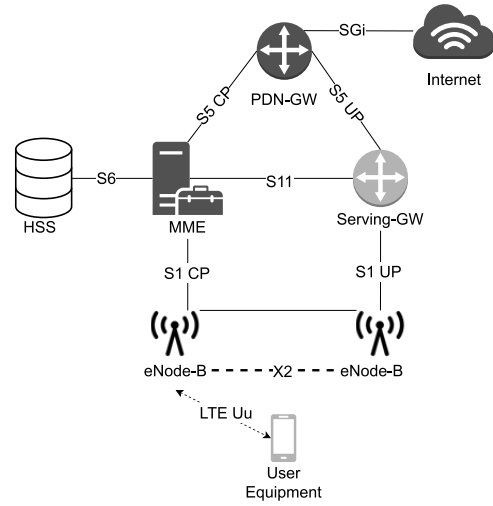 SGi
Internet
PDN-GW
S5 CP
S5 UP
S6
S11
HSS
MME
Serving-GW
S1 CP
S1 UP
eNode-B
X2
eNode-B
LTE Uu
User
Equipment